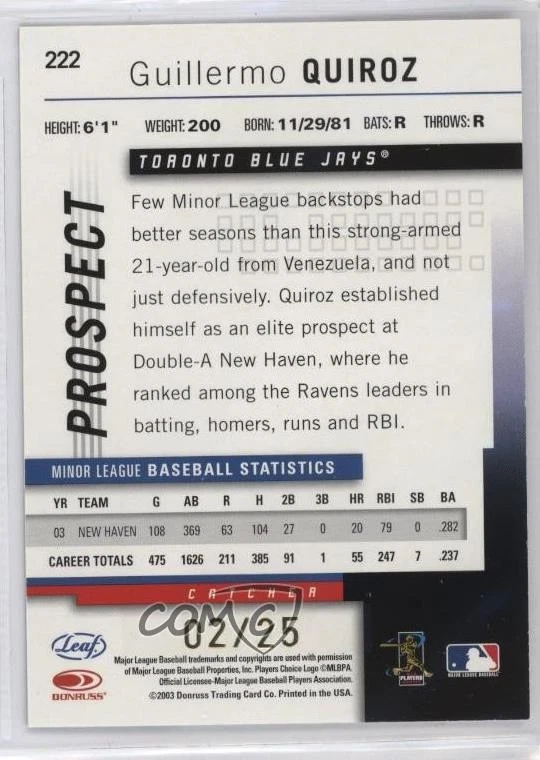 222
Guillermo QUIROZ
HEIGHT: 6'1" WEIGHT: 200 BORN: 11/29/81 BATS: R THROWS: R
TORONTO BLUE JAYS®
PROSPECT
Few Minor League backstops had
better seasons than this strong-armed
21-year-old from Venezuela, and not
just defensively. Quiroz established
himself as an elite prospect at
Double-A New Haven, where he
ranked among the Ravens leaders in
batting, homers, runs and RBI.
MINOR LEAGUE BASEBALL STATISTICS
YR TEAM G AB R H 2B 3B HR RBI SB BA
03 NEW HAVEN 108 369 63 104 27 0 20 79 0 .282
CAREER TOTALS 475 1626 211 385 91 1 55 247 7 .237
CATCHER
COMC
02/25
Leaf
DONRUSS
Major League Baseball trademarks and copyrights are used with permission
of Major League Baseball Properties, Inc. Players Choice Logo ©MLBPA
Official Licensee-Major League Baseball Players Association.
©2003 Donruss Trading Card Co. Printed in the USA.
PLAYERS
MAJOR LEAGUE BASEBALL